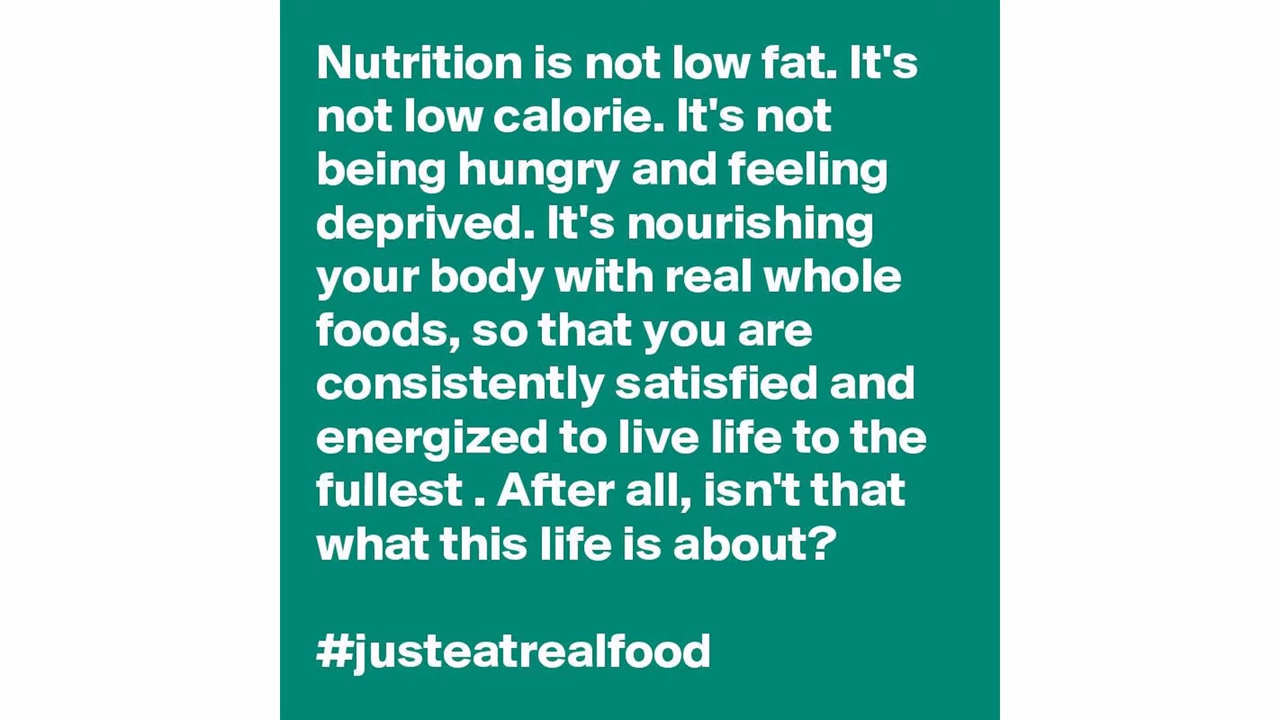 Nutrition is not low fat. It's
not low calorie. It's not
being hungry and feeling
deprived. It's nourishing
your body with real whole
foods, so that you are
consistently satisfied and
energized to live life to the
fullest . After all, isn't that
what this life is about?
#justeatrealfood